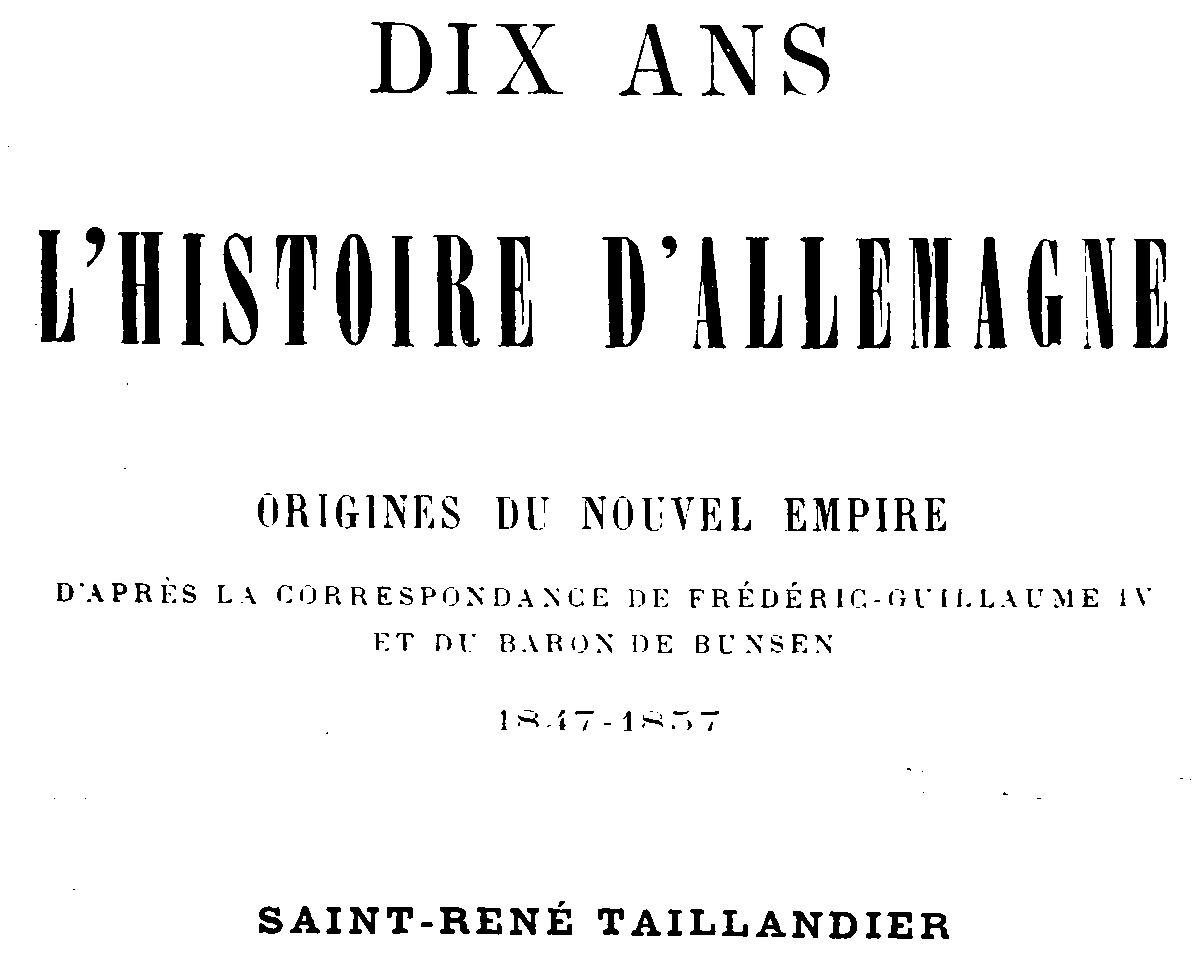 DIX ANS
L'HISTOIRE D'ALLEMAGNE
ORIGINES DU NOUVEL EMPIRE
D'APRÈS LA CORRESPONDANCE DE FRÉDÉRIC-GUILLAUME IV
ET DU BARON DE BUNSEN
1847-1857
SAINT-RENÉ TAILLANDIER